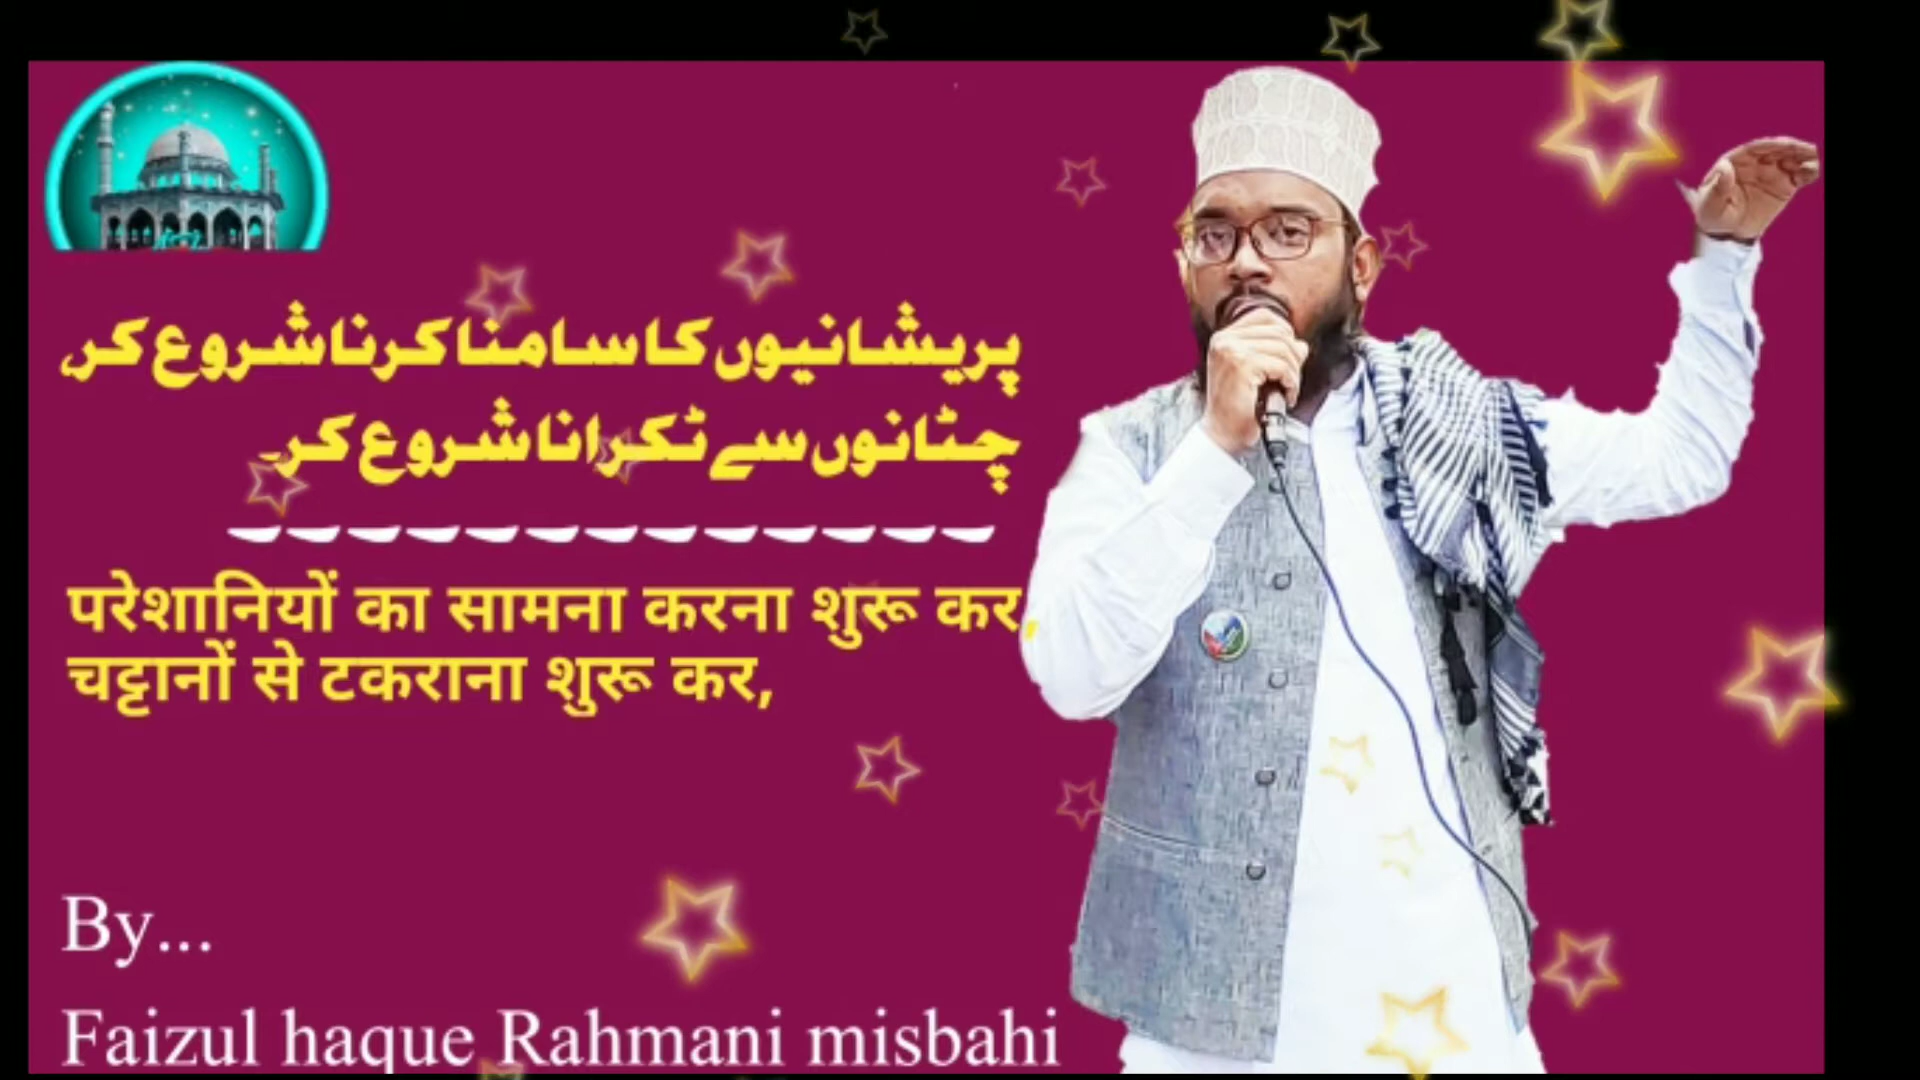 پریشانیوں کا سامنا کرنا شروع کر،
چٹانوں سے ٹکرانا شروع کر۔
परेशानियों का सामना करना शुरू कर,
चट्टानों से टकराना शुरू कर,
By...
Faizul haque Rahmani misbahi